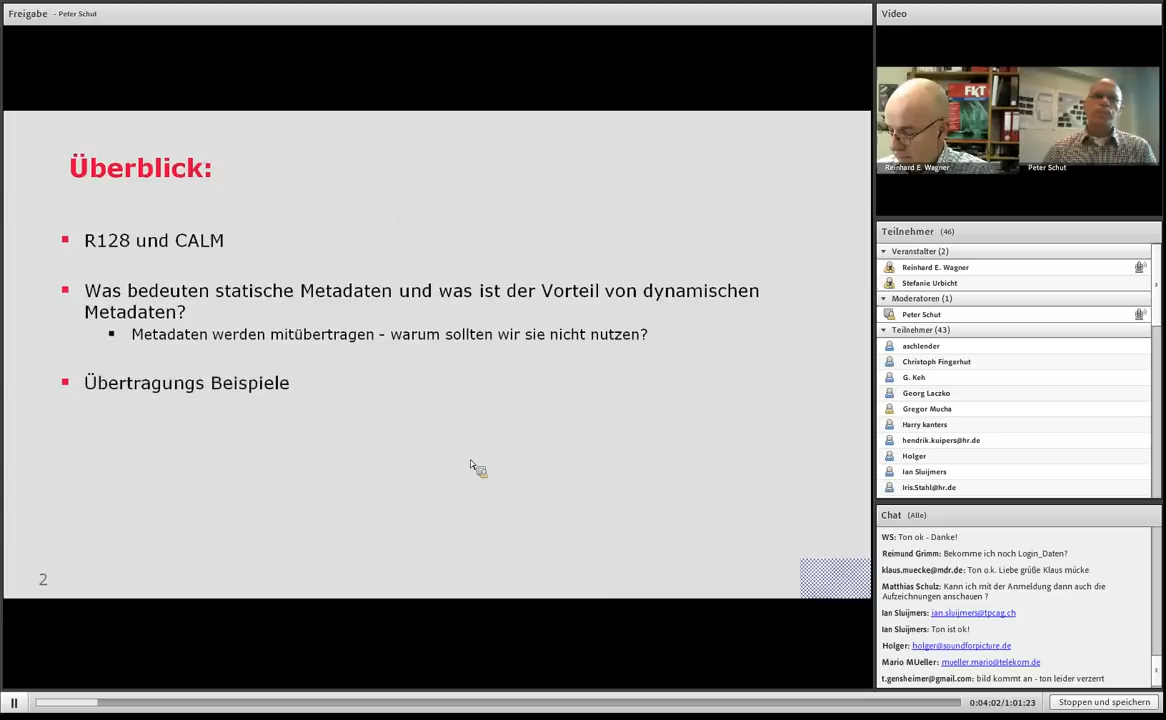 Freigabe - Peter Schut
Überblick:
R128 und CALM
Was bedeuten statische Metadaten und was ist der Vorteil von dynamischen
Metadaten?
Metadaten werden mitübertragen - warum sollten wir sie nicht nutzen?
Übertragungs Beispiele
2
Video
FKT
Reinhard E. Wagner
Peter Schut
Teilnehmer (46)
Veranstalter (2)
Reinhard E. Wagner
Stefanie Urbicht
Moderatoren (1)
Peter Schut
Teilnehmer (43)
aschlender
Christoph Fingerhut
G. Keh
Georg Laczko
Gregor Mucha
Harry kanters
hendrik.kuipers@hr.de
Holger
Ian Sluijmers
Iris.Stahl@hr.de
Chat (Alle)
WS: Ton ok - Danke!
Reimund Grimm: Bekomme ich noch Login_Daten?
klaus.muecke@mdr.de: Ton o.k. Liebe grüße Klaus mücke
Matthias Schulz: Kann ich mit der Anmeldung dann auch die
Aufzeichnungen anschauen ?
Ian Sluijmers: ian.sluijmers@tpcag.ch
Ian Sluijmers: Ton ist ok!
Holger: holger@soundforpicture.de
Mario MUeller: mueller.mario@telekom.de
t.gensheimer@gmail.com: bild kommt an - ton leider verzerrt
0:04:02/1:01:23
Stoppen und speichern